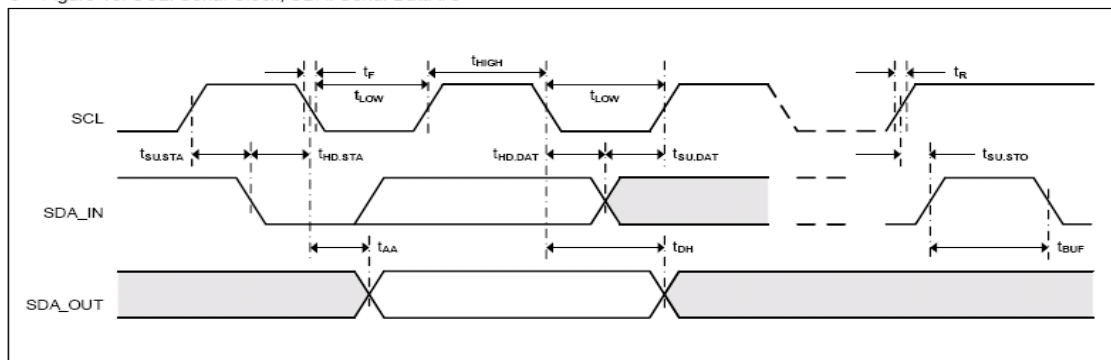 tF
tHIGH
tR
tLOW
tLOW
SCL
tSU.STA
tHD.STA
tHD.DAT
tSU.DAT
tSU.STO
SDA_IN
tAA
tDH
tBUF
SDA_OUT